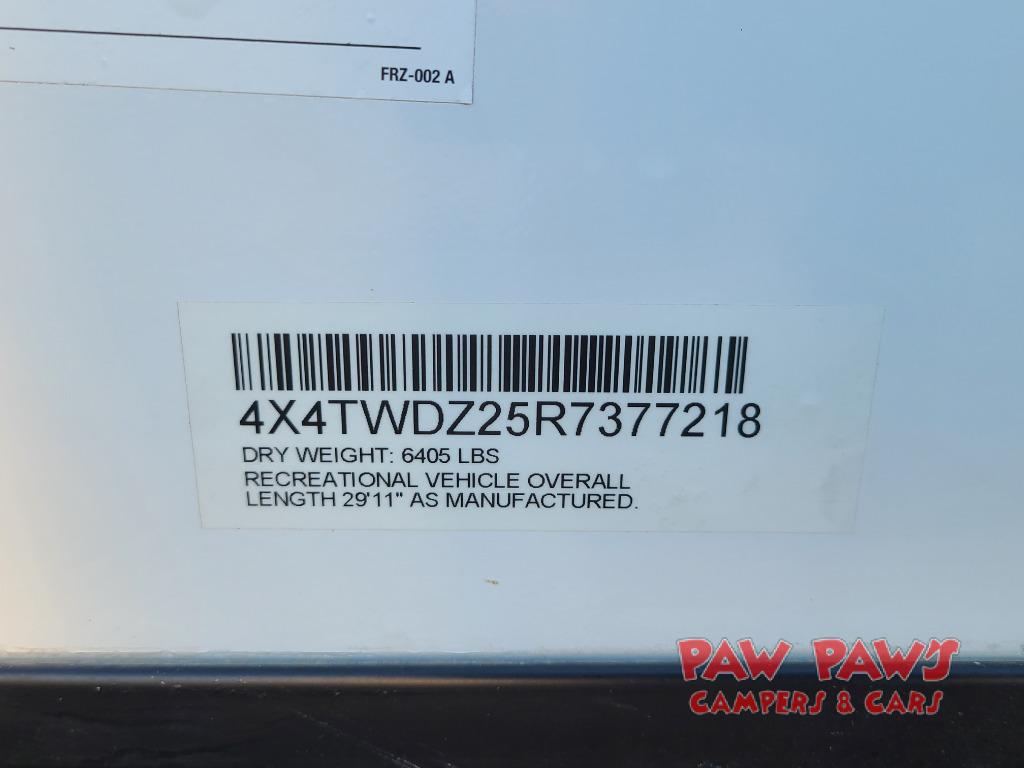 FRZ-002 A
4X4TWDZ25R7377218
DRY WEIGHT: 6405 LBS
RECREATIONAL VEHICLE OVERALL
LENGTH 29'11" AS MANUFACTURED.
PAW PAW'S
CAMPERS & CARS